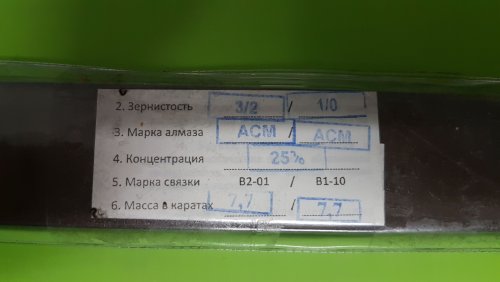 2. Зернистость 3/2 / 1/0
3. Марка алмаза АСМ / АСМ
4. Концентрация 25%
5. Марка связки В2-01 / В1-10
6. Масса в каратах 7,7 / 7,7